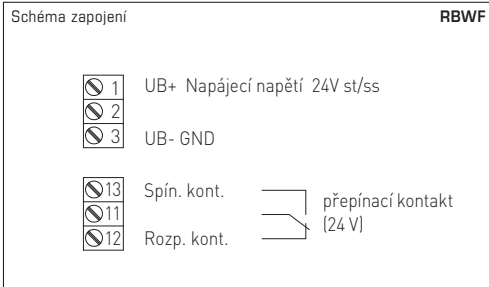 Schéma zapojení RBWF
1 UB+ Napájecí napětí 24V st/ss
2
3 UB- GND
13 Spín. kont.
přepínací kontakt
11
(24 V)
12 Rozp. kont.